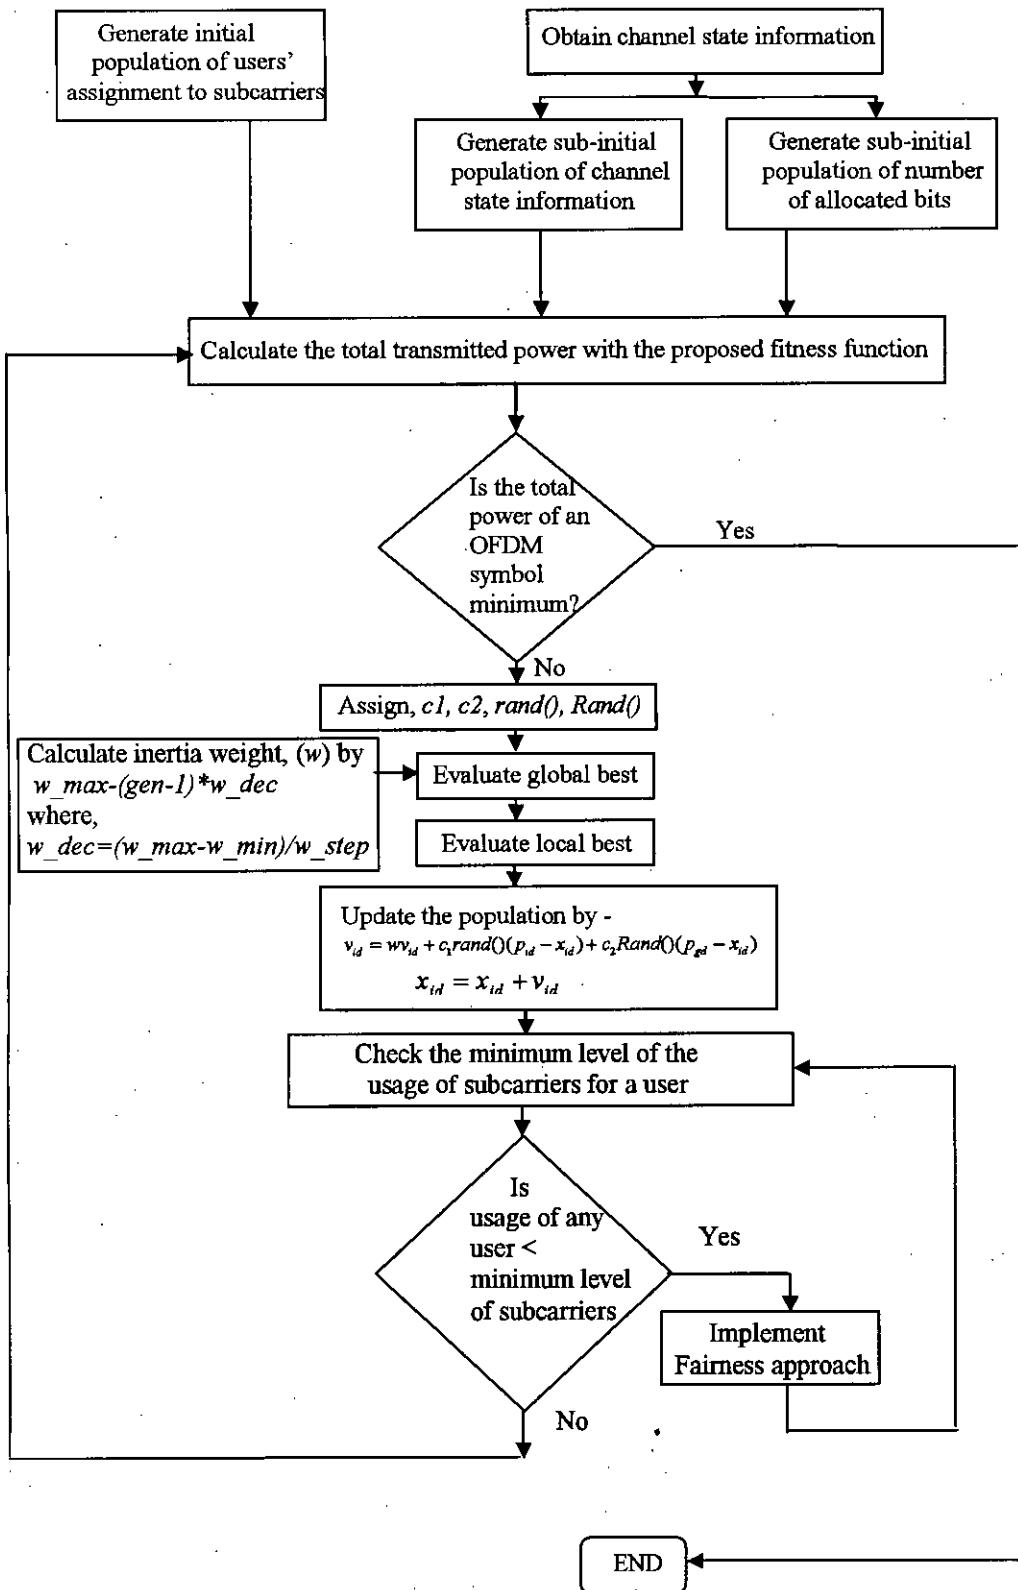 Generate initial
population of users'
assignment to subcarriers
Obtain channel state information
Generate sub-initial
population of channel
state information
Generate sub-initial
population of number
of allocated bits
Calculate the total transmitted power with the proposed fitness function
Is the total
power of an
OFDM
symbol
minimum?
Yes
No
Assign, c1, c2, rand(), Rand()
Calculate inertia weight, (w) by
w_max-(gen-1)*w_dec
where,
w_dec=(w_max-w_min)/w_step
Evaluate global best
Evaluate local best
Update the population by -
v_id = wv_id + c_1rand()(p_id − x_id) + c_2Rand()(p_gd − x_id)
x_id = x_id + v_id
Check the minimum level of the
usage of subcarriers for a user
Is
usage of any
user <
minimum level
of subcarriers
Yes
Implement
Fairness approach
No
END